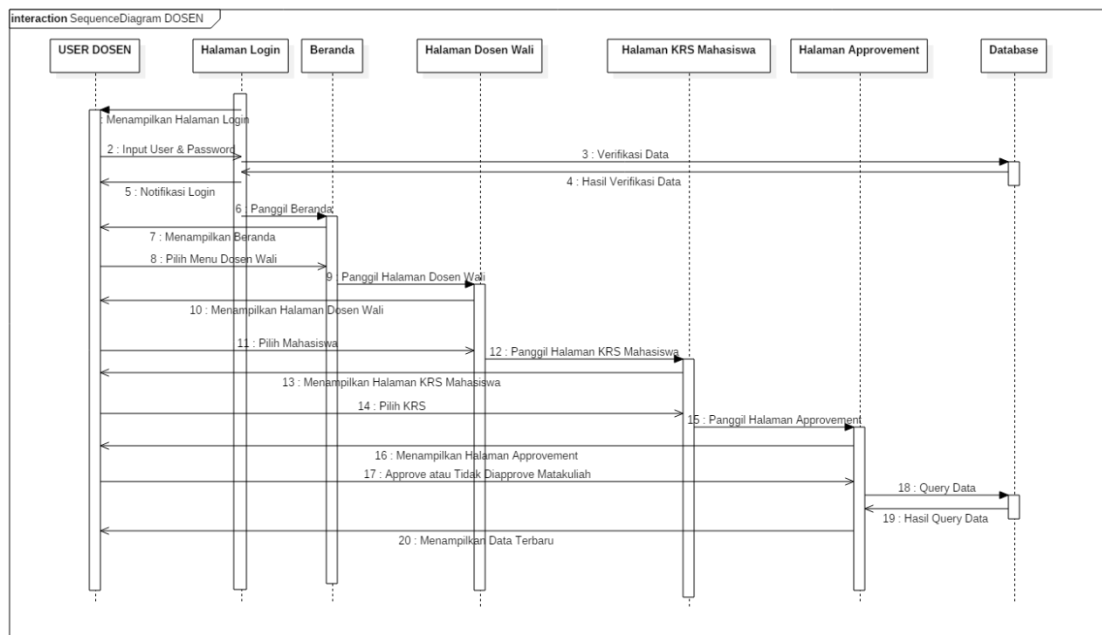 interaction SequenceDiagram DOSEN
USER DOSEN
Halaman Login
Beranda
Halaman Dosen Wali
Halaman KRS Mahasiswa
Halaman Approvement
Database
: Menampilkan Halaman Login
2 : Input User & Password
3 : Verifikasi Data
4 : Hasil Verifikasi Data
5 : Notifikasi Login
6 : Panggil Beranda
7 : Menampilkan Beranda
8 : Pilih Menu Dosen Wali
9 : Panggil Halaman Dosen Wali
10 : Menampilkan Halaman Dosen Wali
11 : Pilih Mahasiswa
12 : Panggil Halaman KRS Mahasiswa
13 : Menampilkan Halaman KRS Mahasiswa
14 : Pilih KRS
15 : Panggil Halaman Approvement
16 : Menampilkan Halaman Approvement
17 : Approve atau Tidak Diapprove Matakuliah
18 : Query Data
19 : Hasil Query Data
20 : Menampilkan Data Terbaru